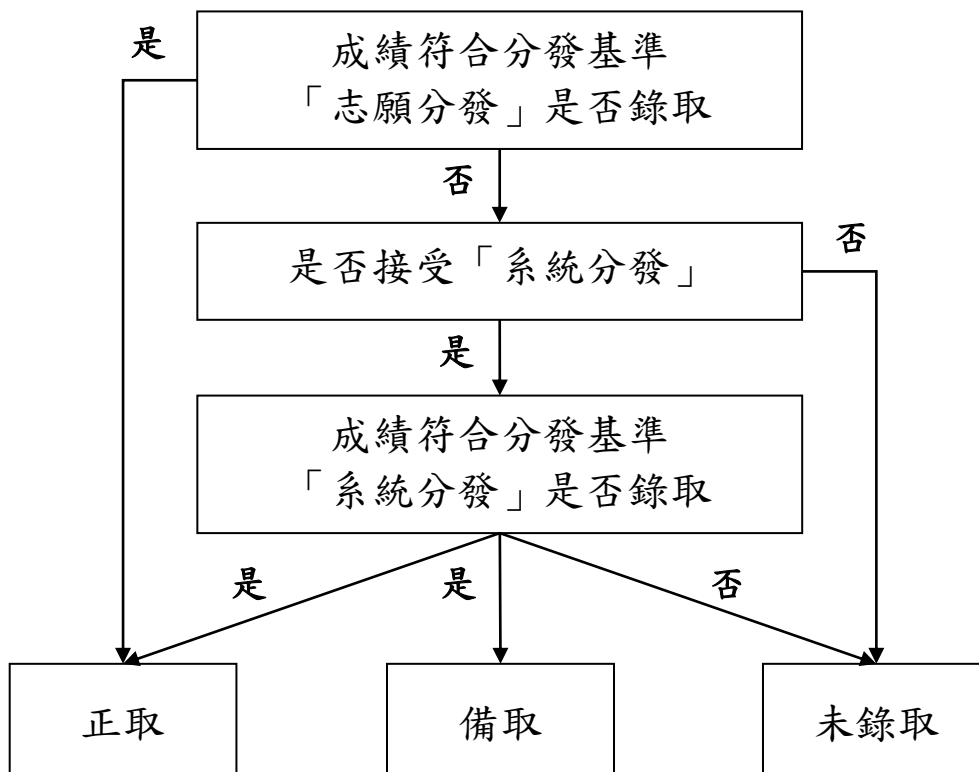 是
成績符合分發基準
「志願分發」是否錄取
否
是否接受「系統分發」
否
是
成績符合分發基準
「系統分發」是否錄取
是
是
否
正取
備取
未錄取